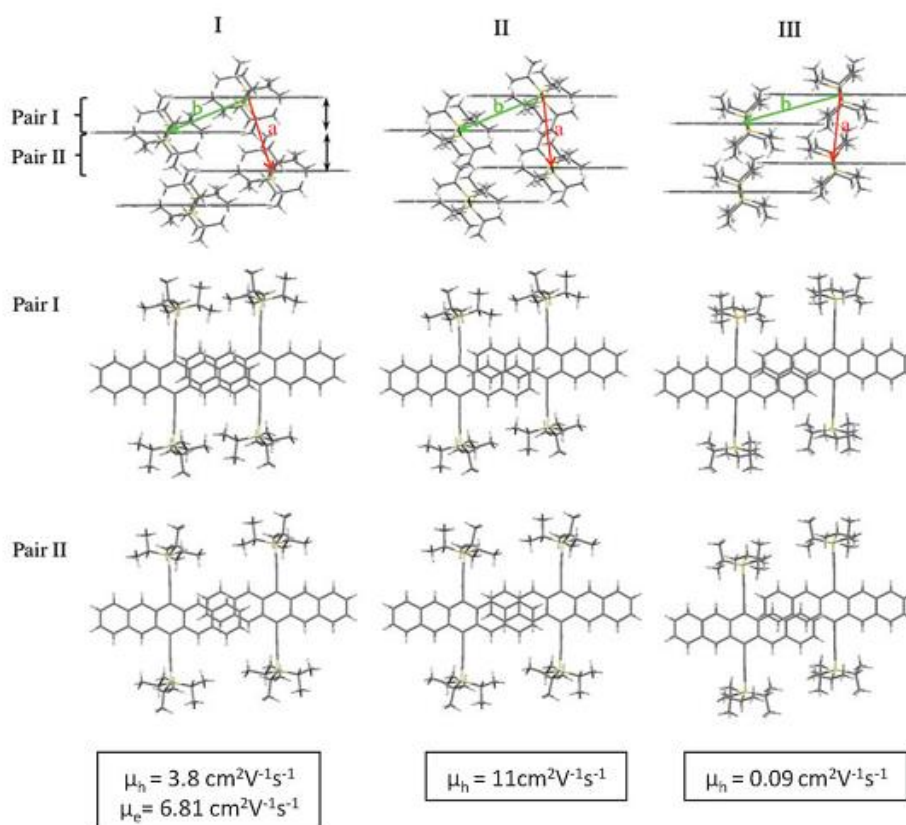 I II III
Pair I
Pair II
b a
b a
b a
Pair I
Pair II
μh = 3.8 cm²V⁻¹s⁻¹
μe= 6.81 cm²V⁻¹s⁻¹
μh = 11cm²V⁻¹s⁻¹
μh = 0.09 cm²V⁻¹s⁻¹